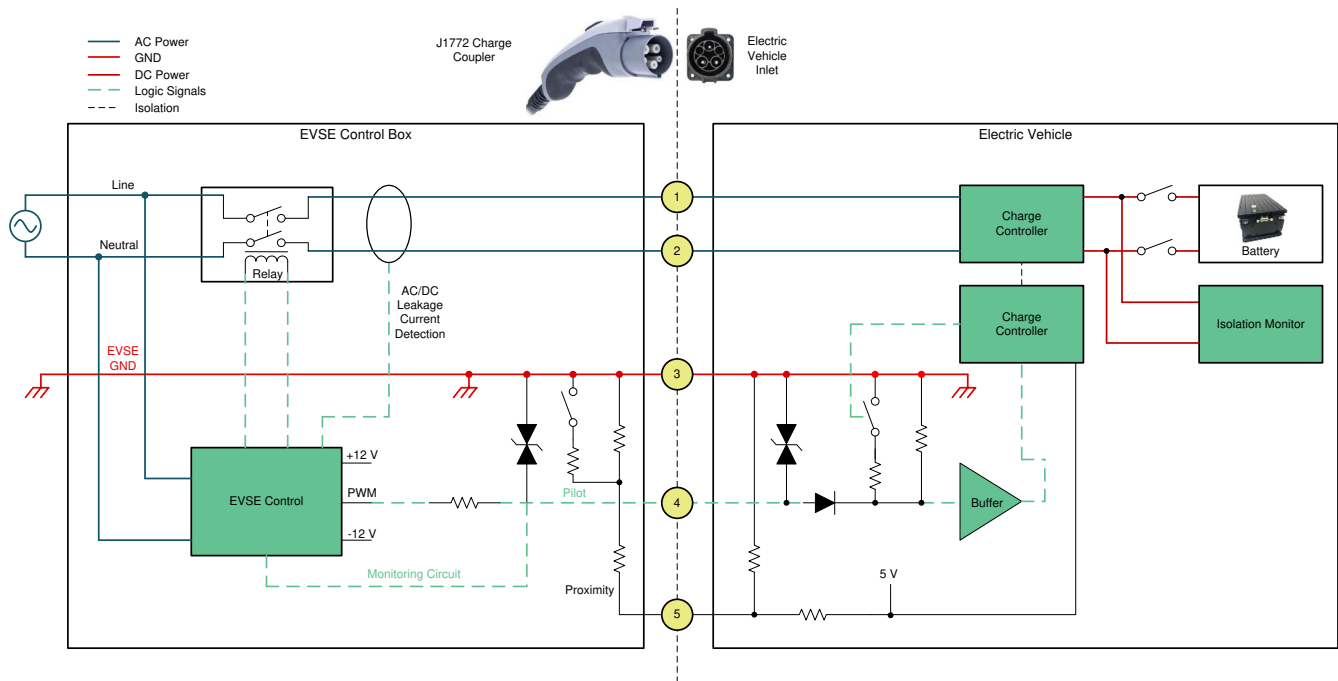 AC Power
GND
DC Power
Logic Signals
Isolation
J1772 Charge
Coupler
Electric
Vehicle
Inlet
EVSE Control Box
Electric Vehicle
Line
Neutral
Relay
AC/DC
Leakage
Current
Detection
1
2
Charge
Controller
Battery
Charge
Controller
Isolation Monitor
EVSE
GND
3
EVSE Control
+12 V
PWM
-12 V
Pilot
4
Buffer
Monitoring Circuit
Proximity
5
5 V